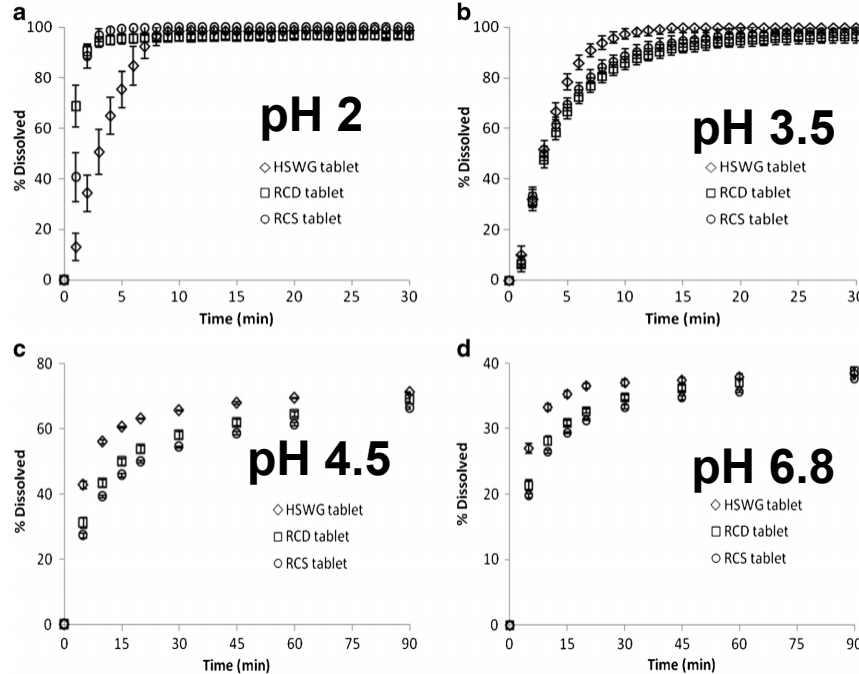 a
% Dissolved
100
80
60
40
20
0
pH 2
HSWG tablet
RCD tablet
RCS tablet
0 5 10 15 20 25 30
Time (min)
b
% Dissolved
100
80
60
40
20
0
pH 3.5
HSWG tablet
RCD tablet
RCS tablet
0 5 10 15 20 25 30
Time (min)
c
% Dissolved
80
60
40
20
0
pH 4.5
HSWG tablet
RCD tablet
RCS tablet
0 15 30 45 60 75 90
Time (min)
d
% Dissolved
40
30
20
10
0
pH 6.8
HSWG tablet
RCD tablet
RCS tablet
0 15 30 45 60 75 90
Time (min)